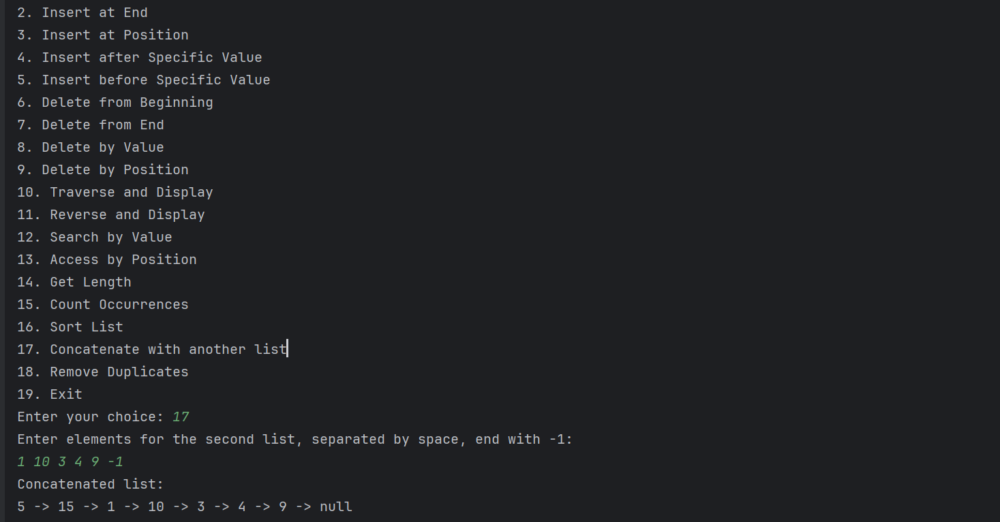 2. Insert at End
3. Insert at Position
4. Insert after Specific Value
5. Insert before Specific Value
6. Delete from Beginning
7. Delete from End
8. Delete by Value
9. Delete by Position
10. Traverse and Display
11. Reverse and Display
12. Search by Value
13. Access by Position
14. Get Length
15. Count Occurrences
16. Sort List
17. Concatenate with another list
18. Remove Duplicates
19. Exit
Enter your choice: 17
Enter elements for the second list, separated by space, end with -1:
1 10 3 4 9 -1
Concatenated list:
5 -> 15 -> 1 -> 10 -> 3 -> 4 -> 9 -> null